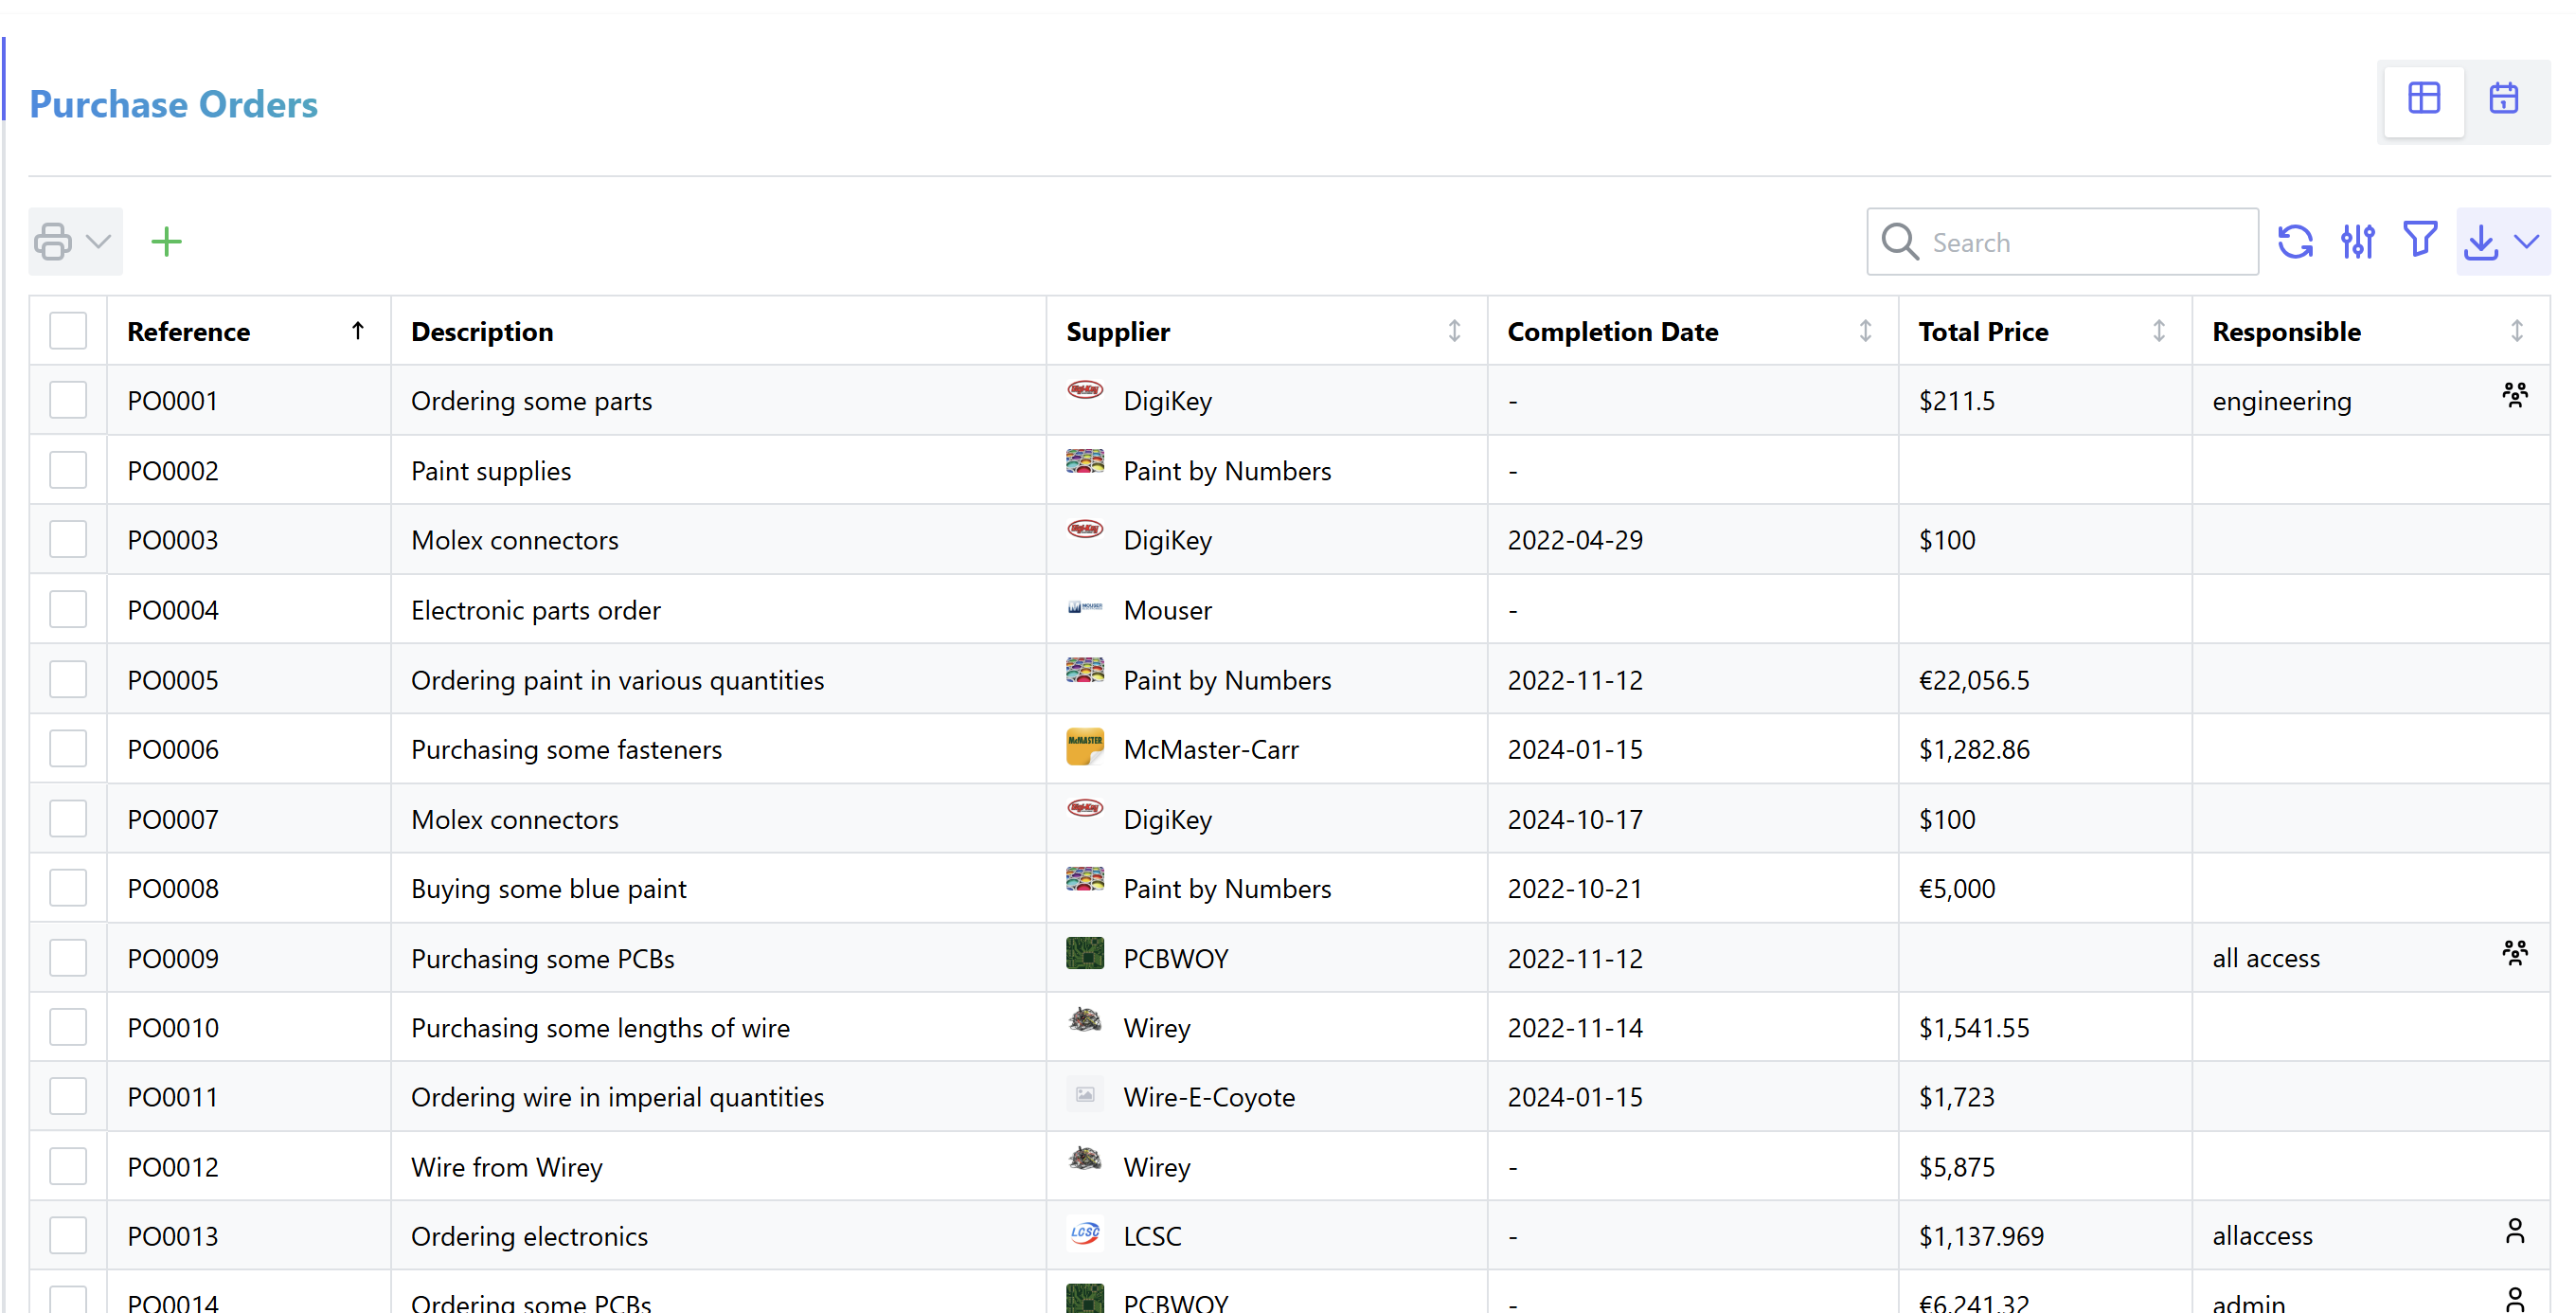 Purchase Orders
Search
Reference Description Supplier Completion Date Total Price Responsible
PO0001 Ordering some parts DigiKey - $211.5 engineering
PO0002 Paint supplies Paint by Numbers -
PO0003 Molex connectors DigiKey 2022-04-29 $100
PO0004 Electronic parts order MOUSER Mouser -
PO0005 Ordering paint in various quantities Paint by Numbers 2022-11-12 €22,056.5
PO0006 Purchasing some fasteners McMASTER McMaster-Carr 2024-01-15 $1,282.86
PO0007 Molex connectors DigiKey 2024-10-17 $100
PO0008 Buying some blue paint Paint by Numbers 2022-10-21 €5,000
PO0009 Purchasing some PCBs PCBWOY 2022-11-12 all access
PO0010 Purchasing some lengths of wire Wirey 2022-11-14 $1,541.55
PO0011 Ordering wire in imperial quantities Wire-E-Coyote 2024-01-15 $1,723
PO0012 Wire from Wirey Wirey - $5,875
PO0013 Ordering electronics LCSC LCSC - $1,137.969 allaccess
PO0014 Ordering some PCBs PCBWOY - €6,241.32 admin